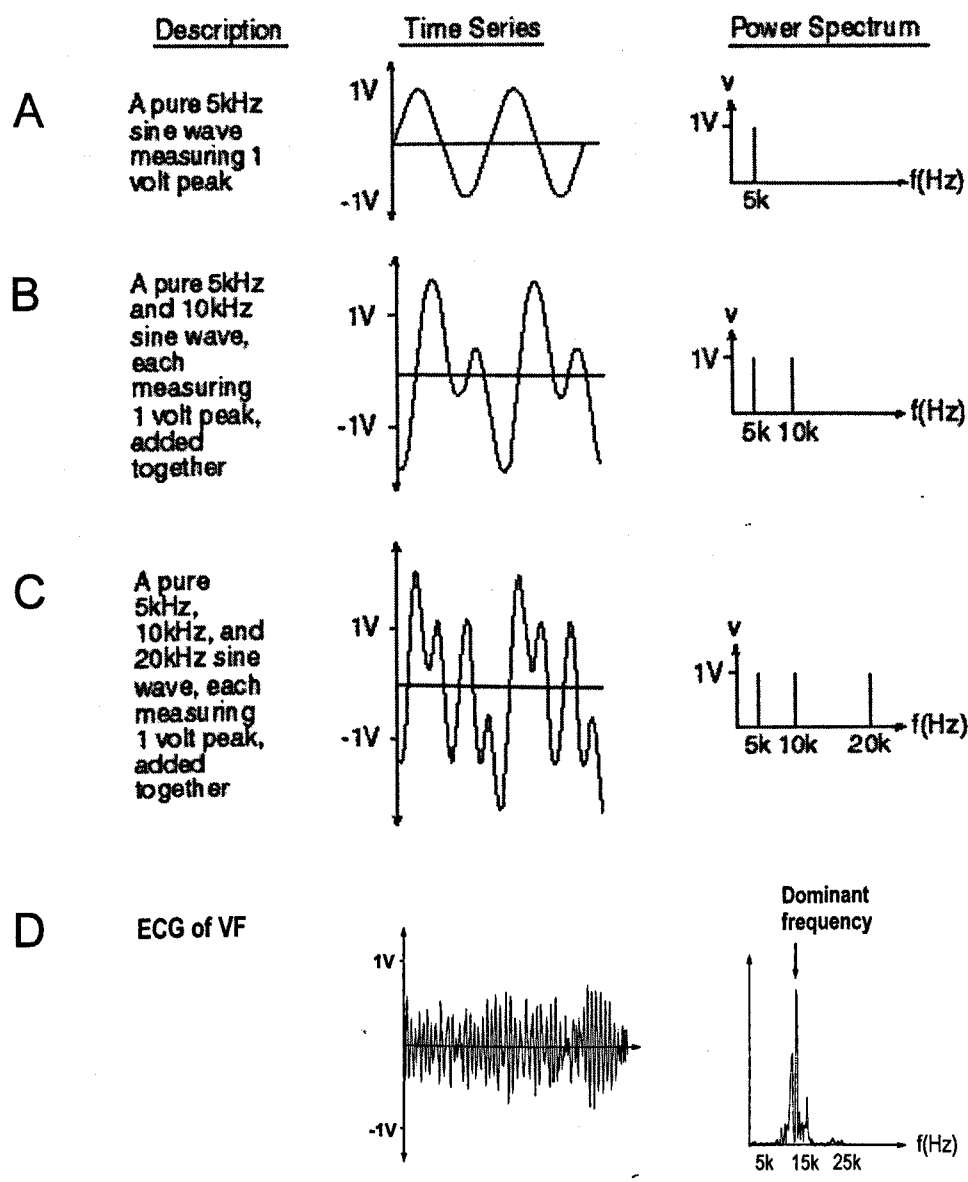 Description Time Series Power Spectrum
A
A pure 5kHz
sine wave
measuring 1
volt peak
1V
-1V
v
1V
5k
f(Hz)
B
A pure 5kHz
and 10kHz
sine wave,
each
measuring
1 volt peak,
added
together
1V
-1V
v
1V
5k 10k
f(Hz)
C
A pure
5kHz,
10kHz, and
20kHz sine
wave, each
measuring
1 volt peak,
added
together
1V
-1V
v
1V
5k 10k 20k
f(Hz)
D
ECG of VF
1V
-1V
Dominant
frequency
5k 15k 25k
f(Hz)